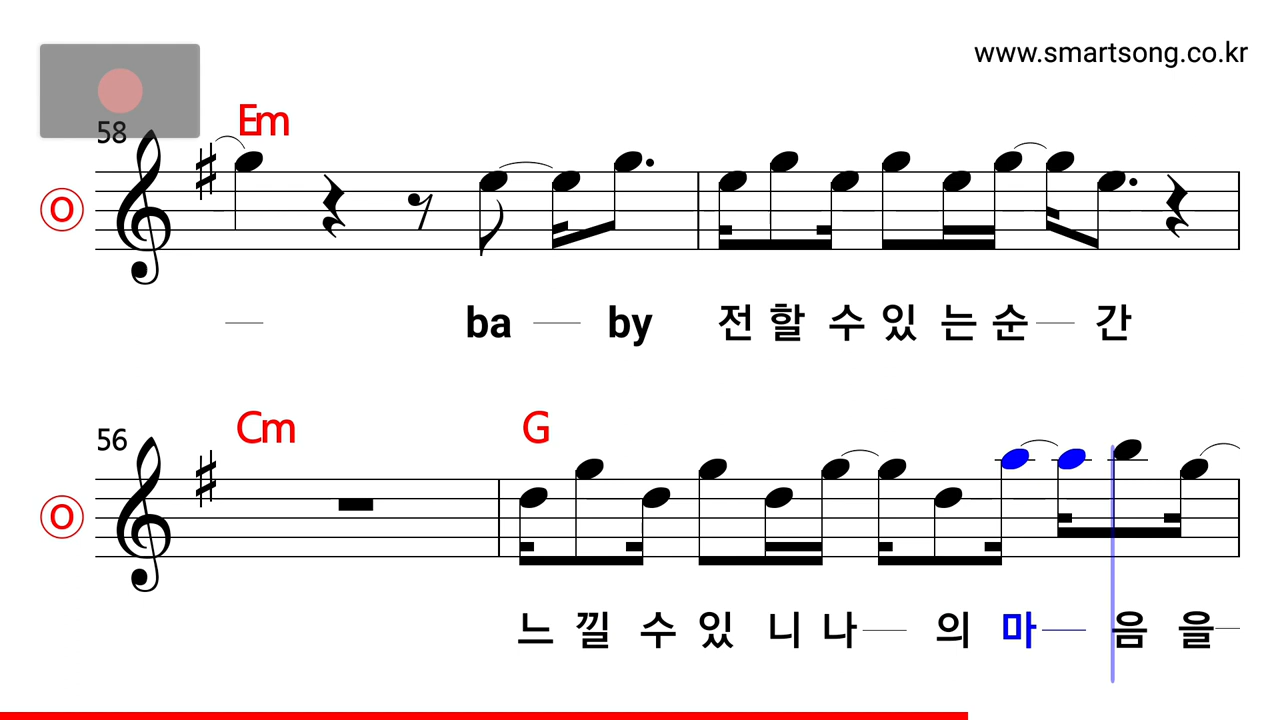 www.smartsong.co.kr
58
Em
O
ba by 전 할 수 있 는 순 간
56
Cm G
O
느 낄 수 있 니 나 의 마 음 을